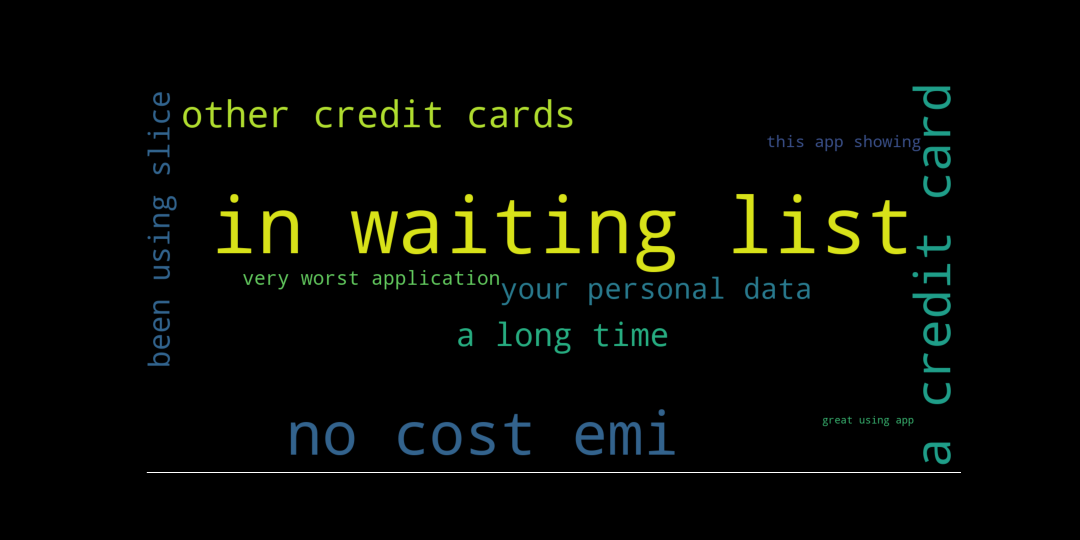 other credit cards
this app showing
been using slice
in waiting list
a credit card
very worst application
your personal data
a long time
no cost emi
great using app